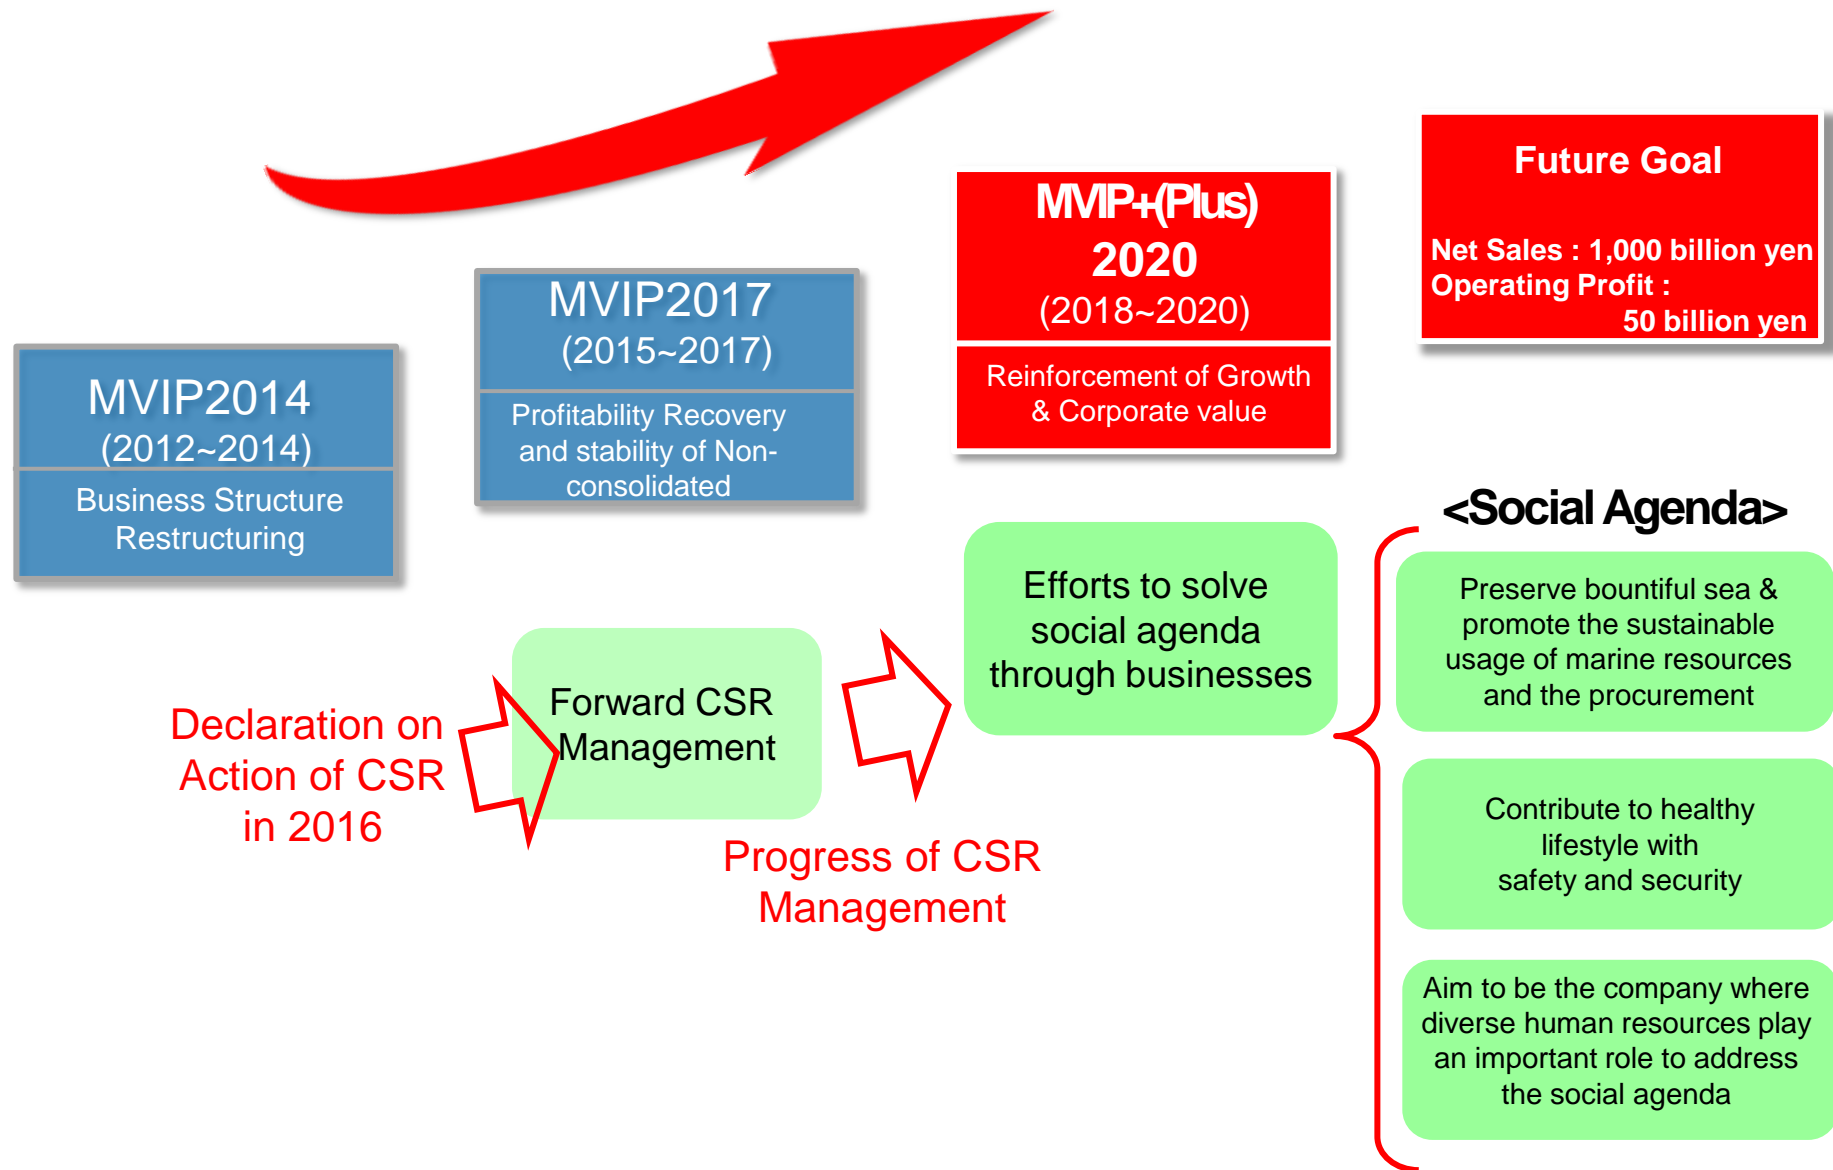 MVIP2014
(2012~2014)
Business Structure
Restructuring
MVIP2017
(2015~2017)
Profitability Recovery
and stability of Non-
consolidated
MVIP+(Plus)
2020
(2018~2020)
Reinforcement of Growth
& Corporate value
Future Goal
Net Sales : 1,000 billion yen
Operating Profit :
50 billion yen
Declaration on
Action of CSR
in 2016
Forward CSR
Management
Progress of CSR
Management
Efforts to solve
social agenda
through businesses
<Social Agenda>
Preserve bountiful sea &
promote the sustainable
usage of marine resources
and the procurement
Contribute to healthy
lifestyle with
safety and security
Aim to be the company where
diverse human resources play
an important role to address
the social agenda